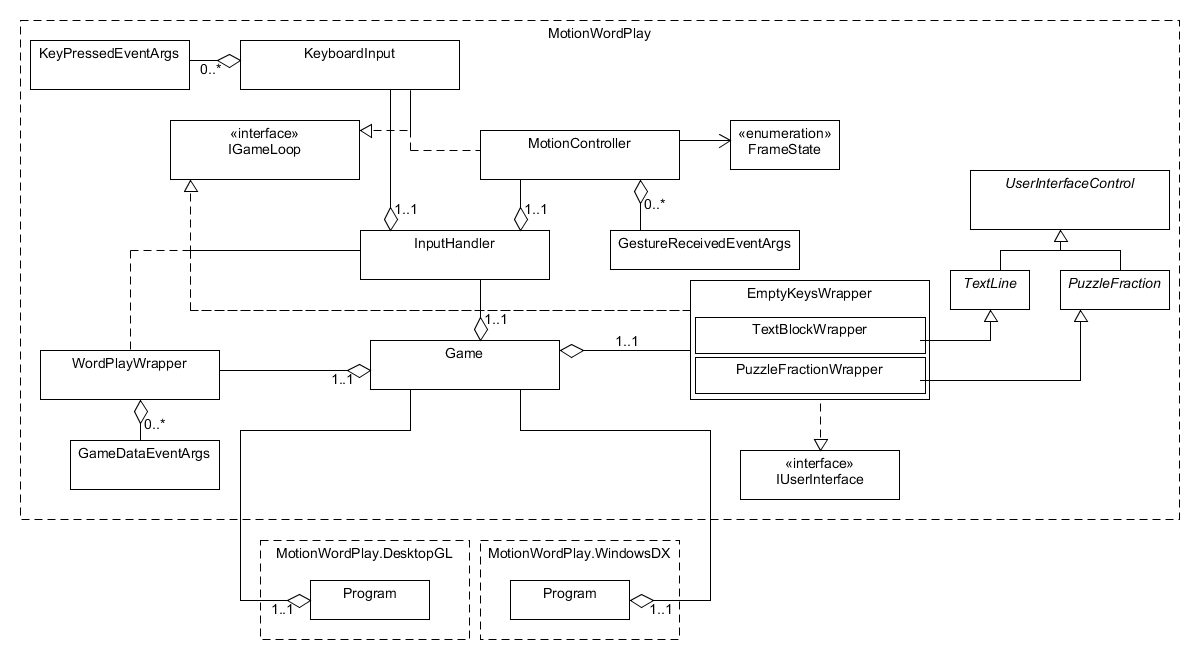 MotionWordPlay
KeyPressedEventArgs
0..*
KeyboardInput
«interface»
IGameLoop
MotionController
«enumeration»
FrameState
UserInterfaceControl
1..1
1..1
0..*
InputHandler
GestureReceivedEventArgs
TextLine
PuzzleFraction
EmptyKeysWrapper
1..1
TextBlockWrapper
Game
1..1
WordPlayWrapper
1..1
PuzzleFractionWrapper
0..*
GameDataEventArgs
«interface»
IUserInterface
MotionWordPlay.DesktopGL
MotionWordPlay.WindowsDX
Program
1..1
Program
1..1